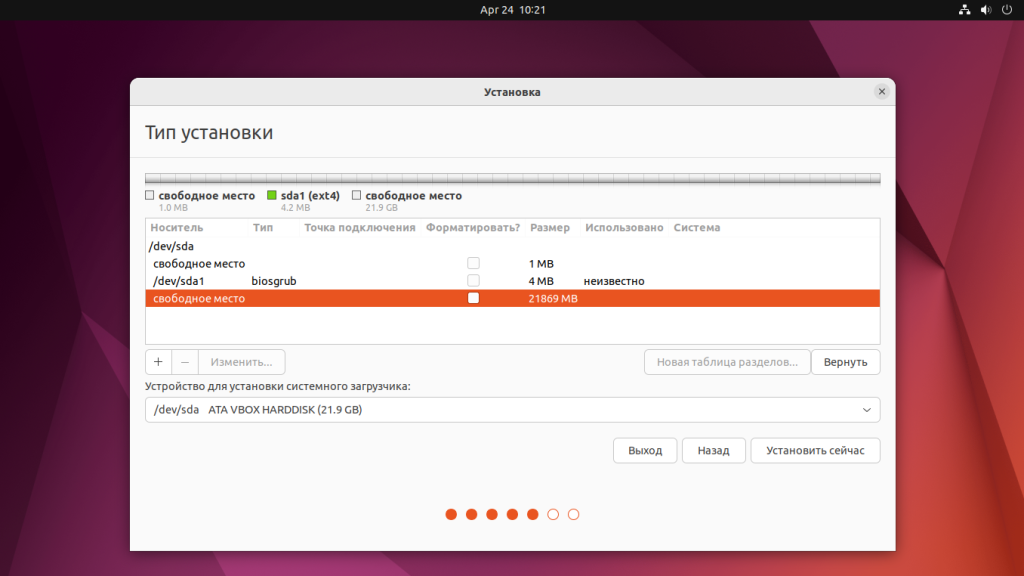 Apr 24 10:21
Установка
Тип установки
свободное место sda1 (ext4) свободное место
1.0 MB 4.2 MB 21.9 GB
Носитель Тип Точка подключения Форматировать? Размер Использовано Система
/dev/sda
свободное место 1 MB
/dev/sda1 biosgrub 4 MB неизвестно
свободное место 21869 MB
+ − Изменить... Новая таблица разделов... Вернуть
Устройство для установки системного загрузчика:
/dev/sda ATA VBOX HARDDISK (21.9 GB)
Выход Назад Установить сейчас